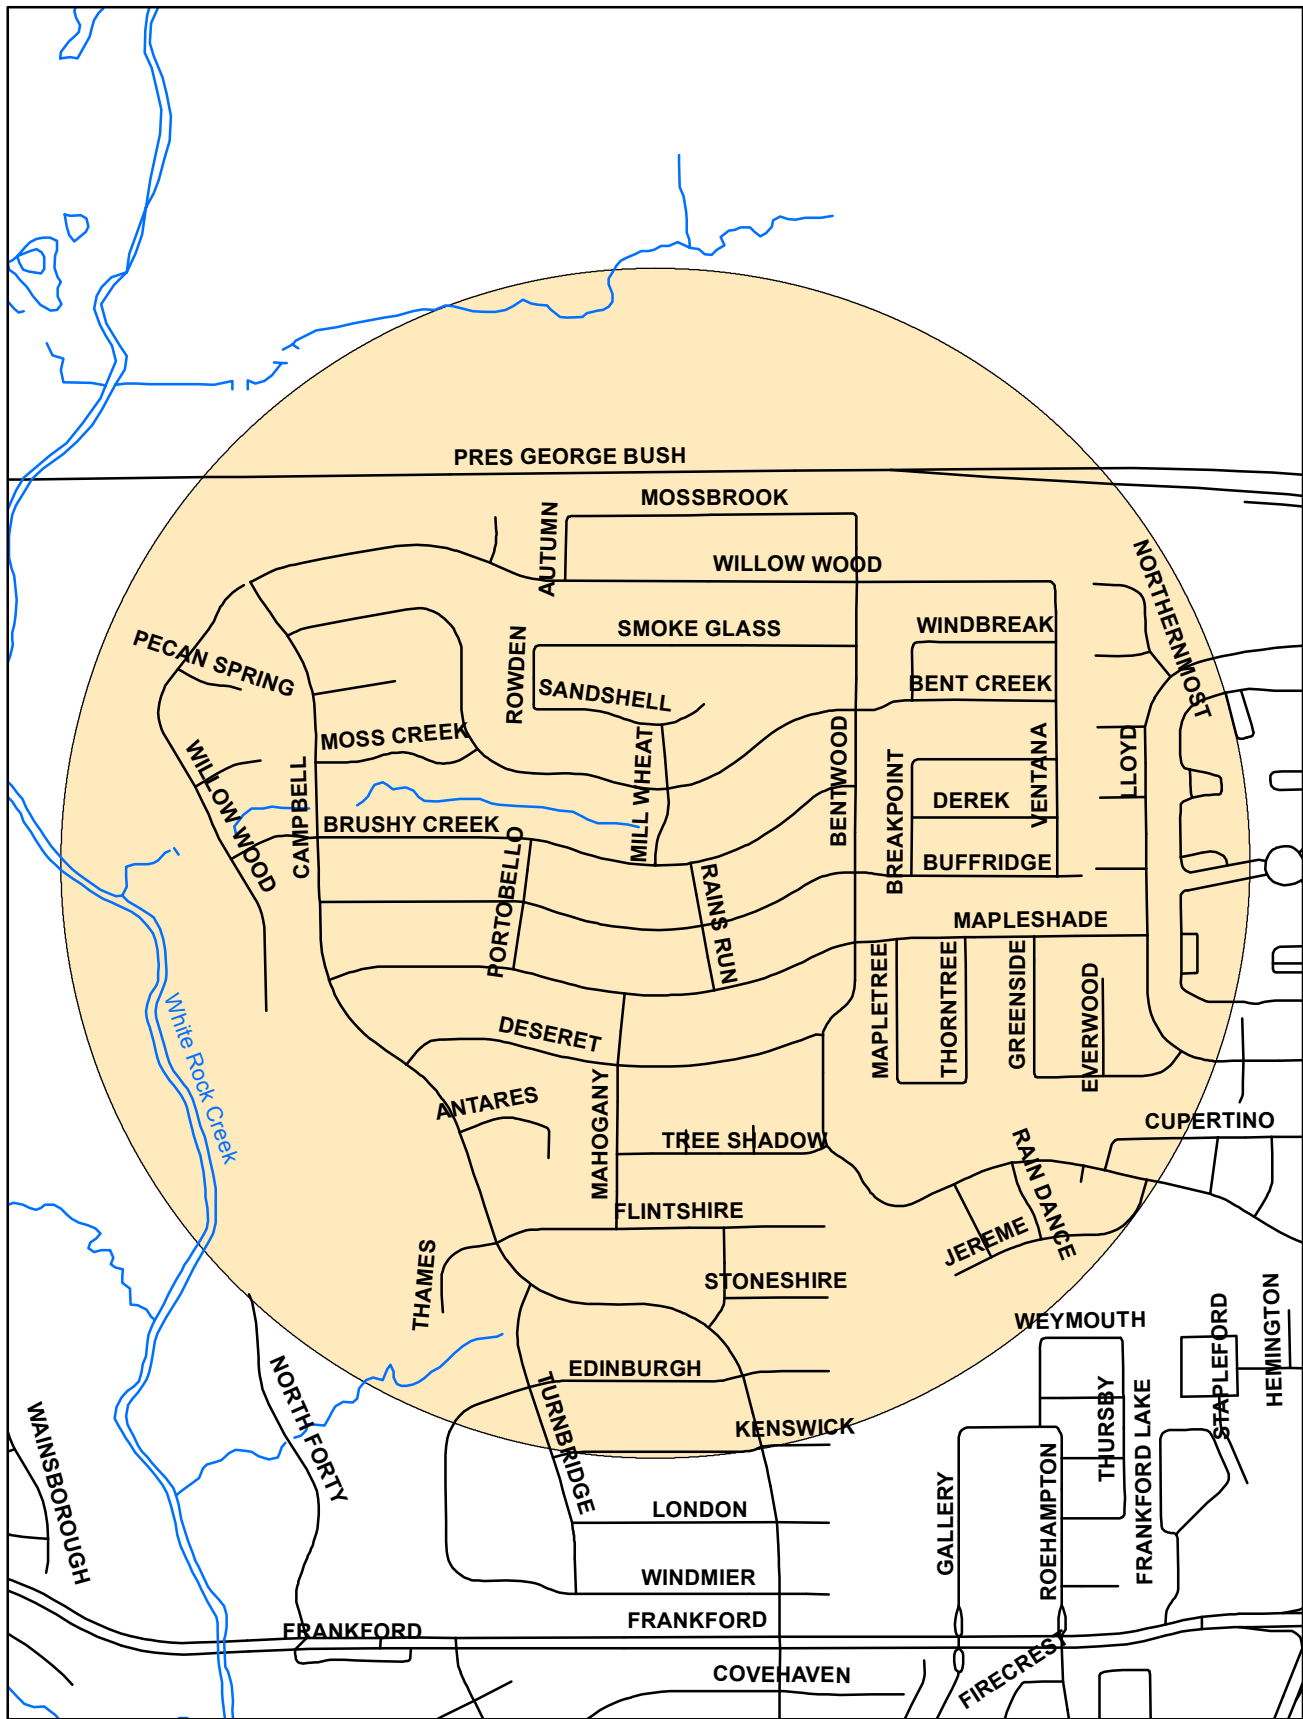 PRES GEORGE BUSH
MOSSBROOK
AUTUMN
WILLOW WOOD
NORTHERNMOST
SMOKE GLASS
WINDBREAK
PECAN SPRING
ROWDEN
SANDSHELL
BENT CREEK
MOSS CREEK
WILLOW WOOD
CAMPBELL
MILL WHEAT
BENTWOOD
BREAKPOINT
VENTANA
LLOYD
DEREK
BRUSHY CREEK
PORTOBELLO
BUFFRIDGE
RAINS RUN
MAPLESHADE
White Rock Creek
DESERET
MAPLETREE
THORNTREE
GREENSIDE
EVERWOOD
ANTARES
MAHOGANY
TREE SHADOW
CUPERTINO
RAIN DANCE
FLINTSHIRE
JEREME
THAMES
STONESHIRE
WEYMOUTH
STAPLEFORD
HEMINGTON
NORTH FORTY
EDINBURGH
TURNBRIDGE
THURSBY
FRANKFORD LAKE
WAINSBOROUGH
KENSWICK
GALLERY
ROEHAMPTON
LONDON
WINDMIER
FRANKFORD
FRANKFORD
COVEHAVEN
FIRECREST